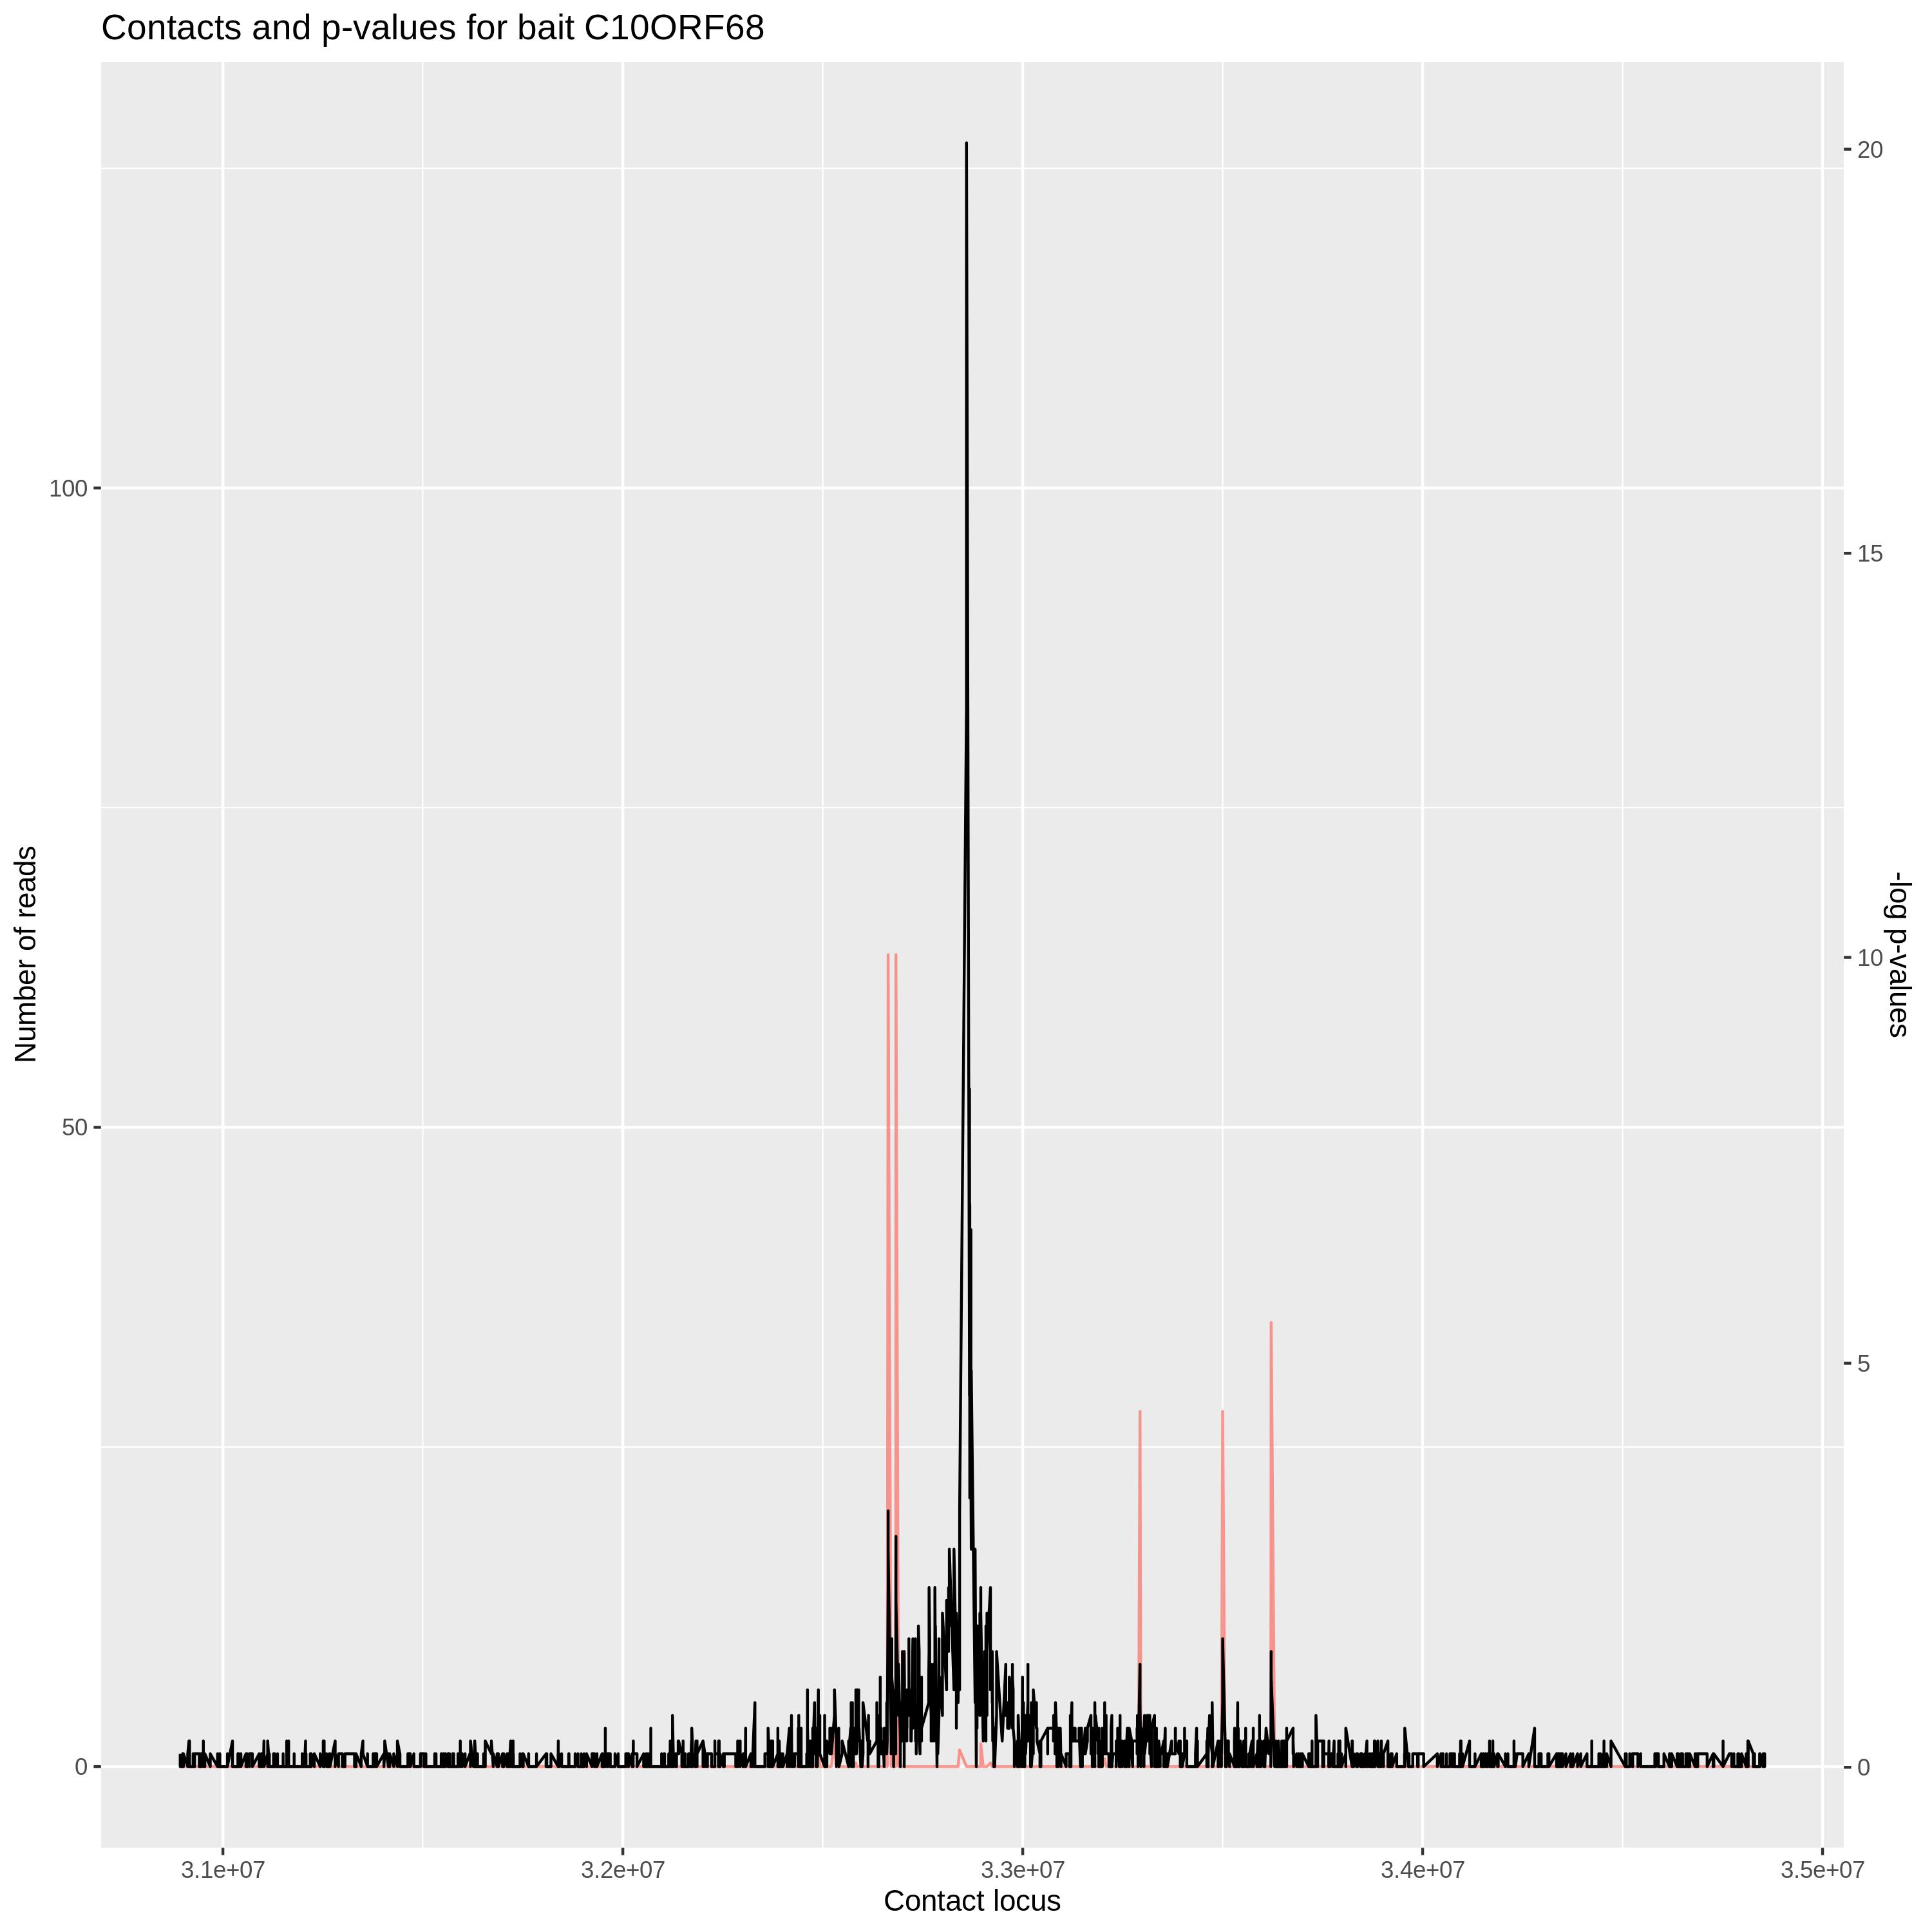 Contacts and p-values for bait C10ORF68
Number of reads
100
50
0
20
15
10
5
0
-log p-values
3.1e+07
3.2e+07
3.3e+07
3.4e+07
3.5e+07
Contact locus